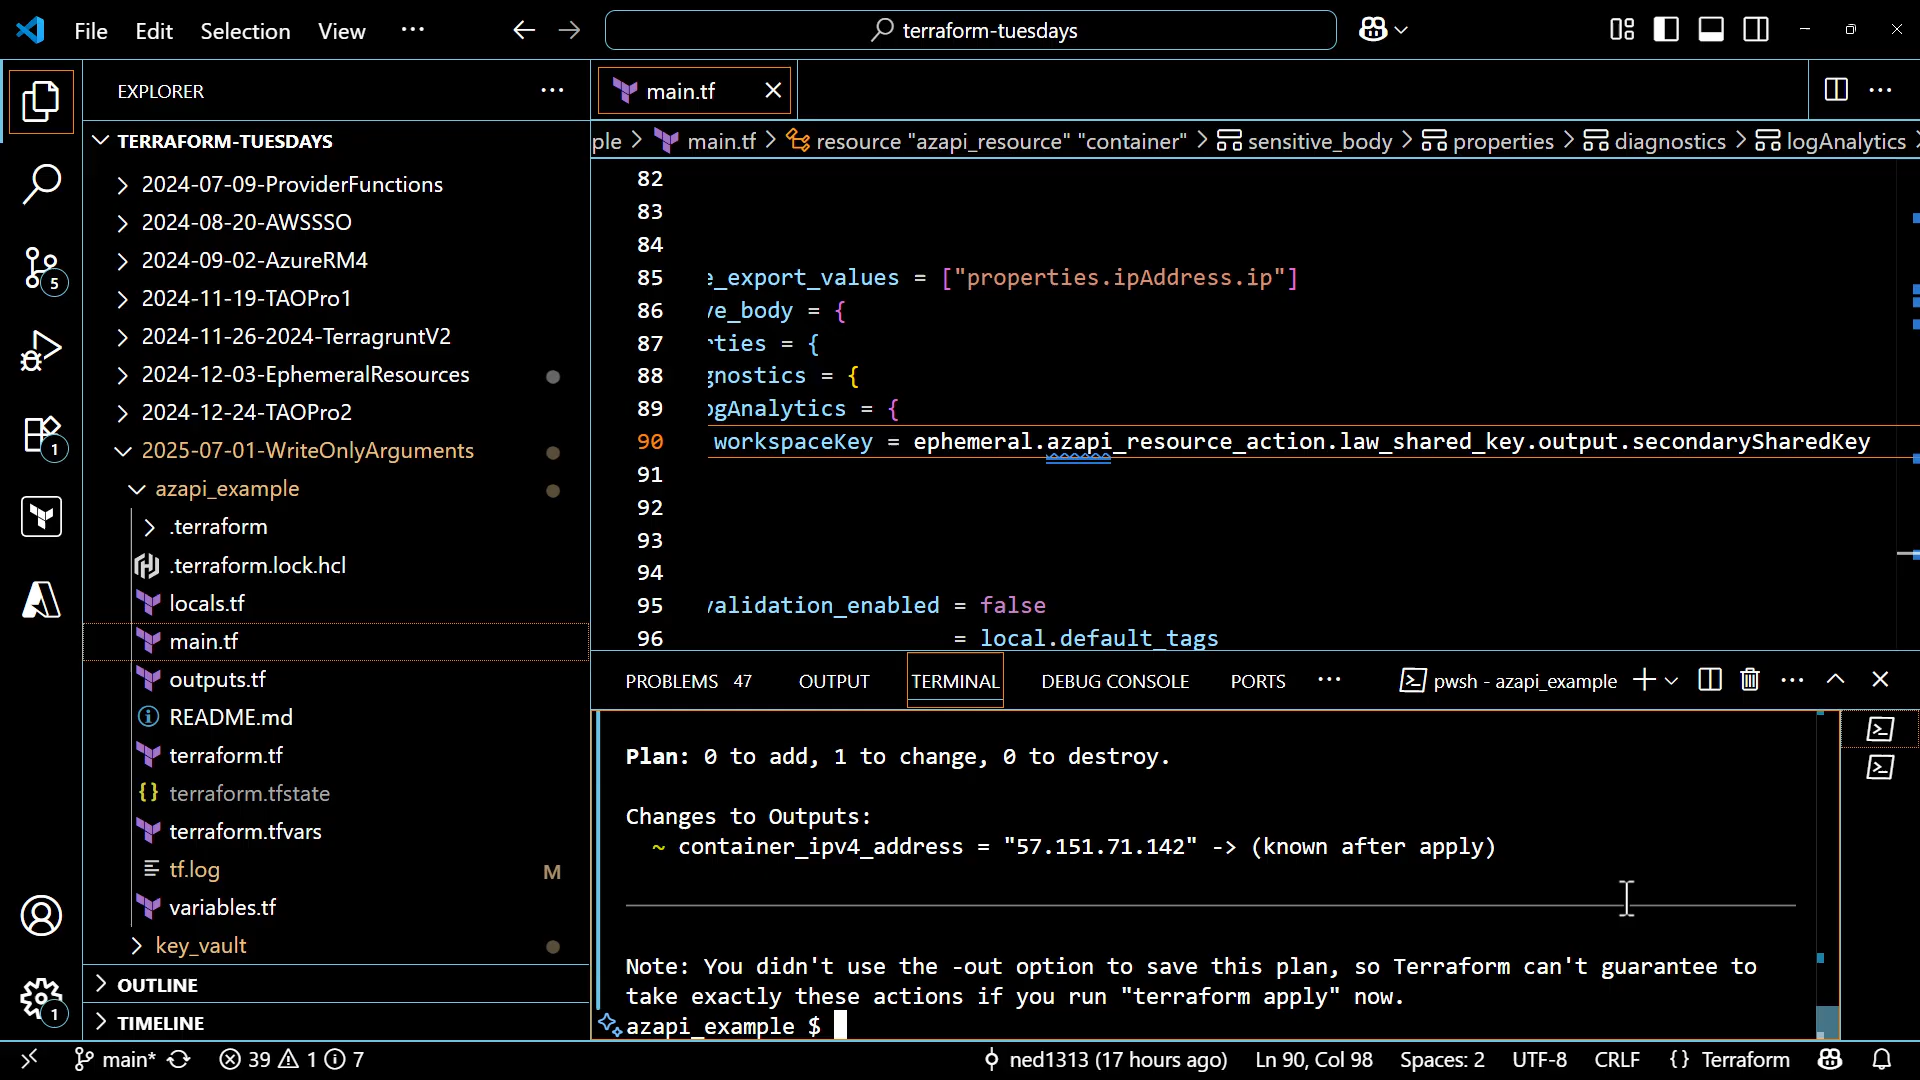 File Edit Selection View ···
terraform-tuesdays
EXPLORER
TERRAFORM-TUESDAYS
2024-07-09-ProviderFunctions
2024-08-20-AWSSSO
2024-09-02-AzureRM4
2024-11-19-TAOPro1
2024-11-26-2024-TerragruntV2
2024-12-03-EphemeralResources
2024-12-24-TAOPro2
2025-07-01-WriteOnlyArguments
azapi_example
.terraform
.terraform.lock.hcl
locals.tf
main.tf
outputs.tf
README.md
terraform.tf
{} terraform.tfstate
terraform.tfvars
tf.log M
variables.tf
key_vault
OUTLINE
TIMELINE
5
1
1
main.tf
ple > main.tf > resource "azapi_resource" "container" > sensitive_body > properties > diagnostics > logAnalytics >
82
83
84
85 e_export_values = ["properties.ipAddress.ip"]
86 ve_body = {
87 rties = {
88 gnostics = {
89 ogAnalytics = {
90 workspaceKey = ephemeral.azapi_resource_action.law_shared_key.output.secondarySharedKey
91
92
93
94
95 validation_enabled = false
96 = local.default_tags
PROBLEMS 47 OUTPUT TERMINAL DEBUG CONSOLE PORTS ··· pwsh - azapi_example
Plan: 0 to add, 1 to change, 0 to destroy.
Changes to Outputs:
~ container_ipv4_address = "57.151.71.142" -> (known after apply)
Note: You didn't use the -out option to save this plan, so Terraform can't guarantee to
take exactly these actions if you run "terraform apply" now.
azapi_example $
main* 39 1 7 ned1313 (17 hours ago) Ln 90, Col 98 Spaces: 2 UTF-8 CRLF {} Terraform